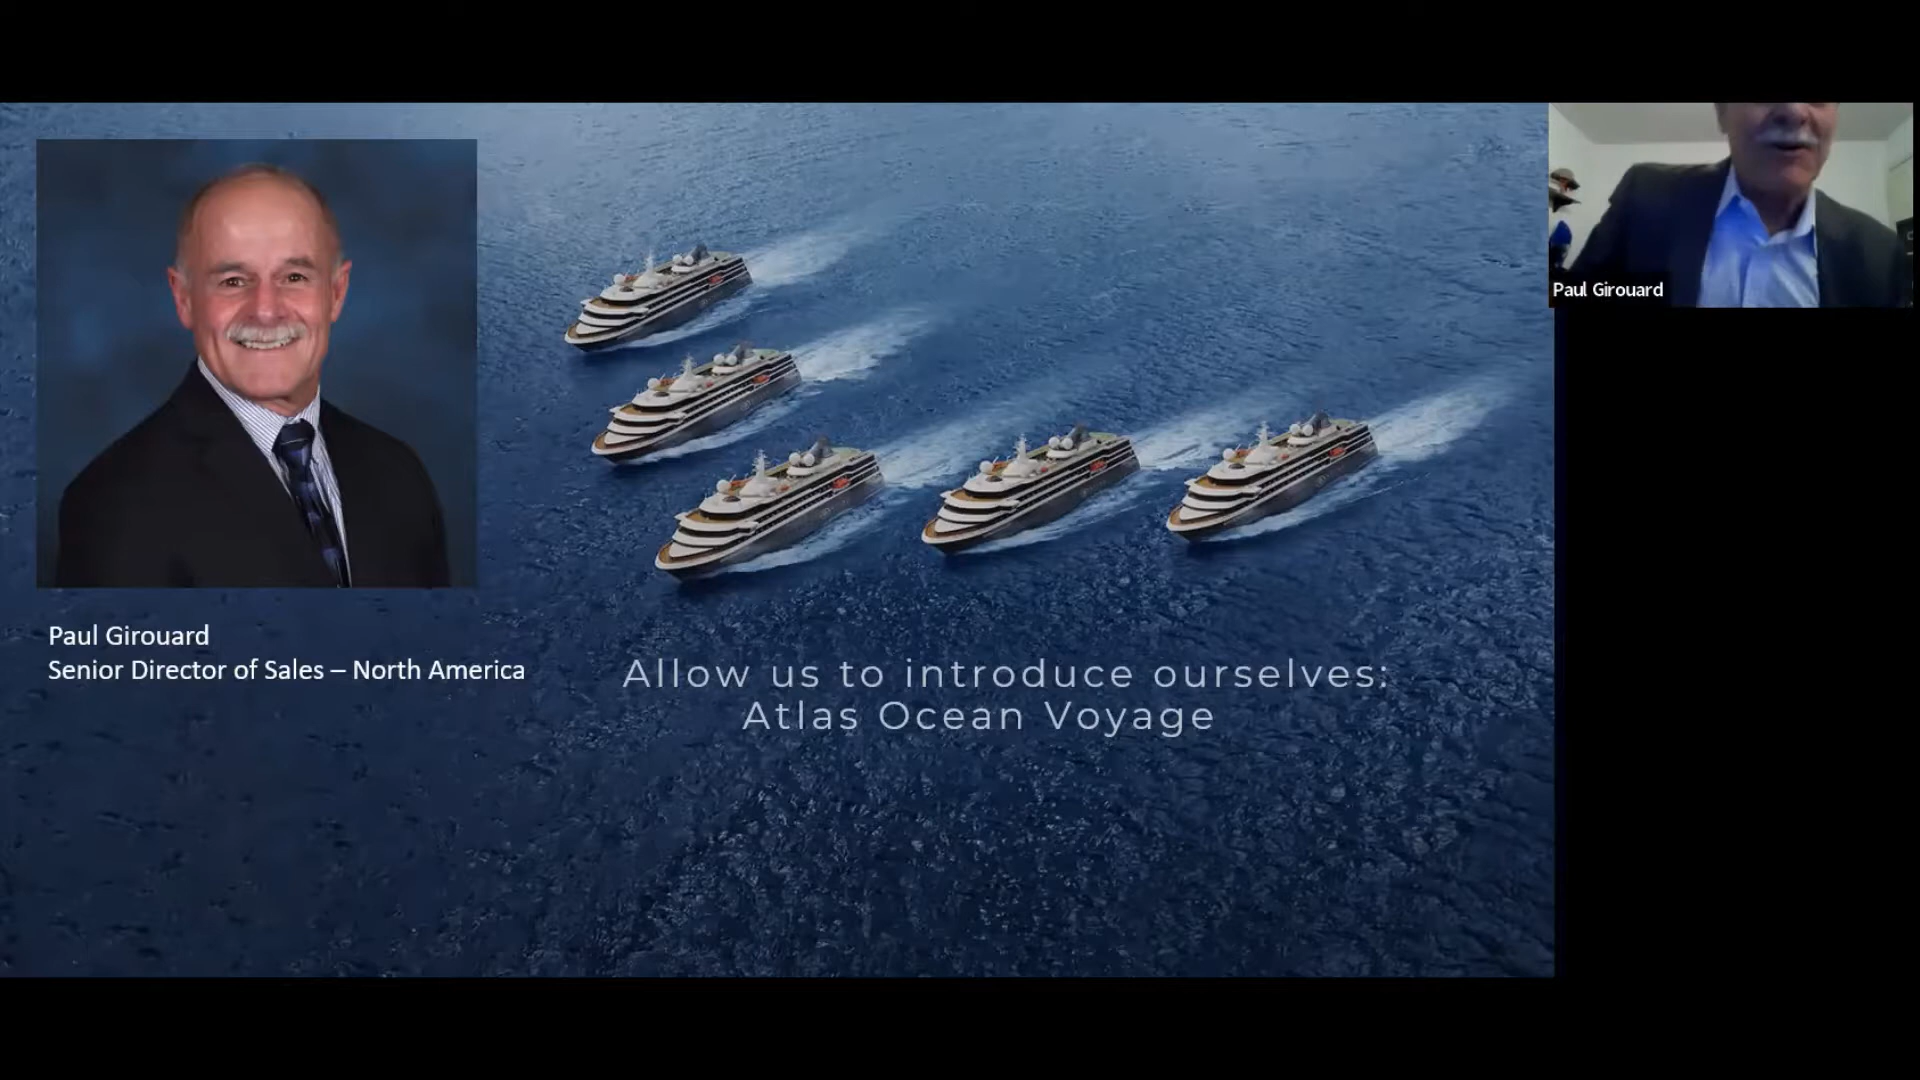 Paul Girouard
Paul Girouard
Senior Director of Sales – North America
Allow us to introduce ourselves:
Atlas Ocean Voyage